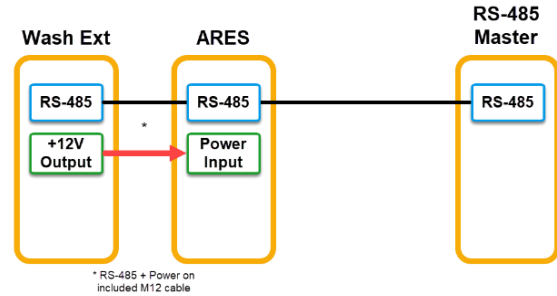 RS-485
Master
Wash Ext
ARES
RS-485
RS-485
RS-485
*
+12V
Output
Power
Input
* RS-485 + Power on
included M12 cable